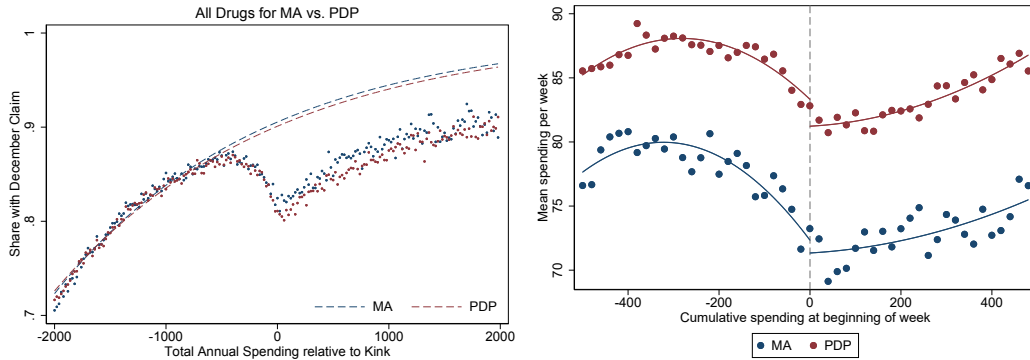 All Drugs for MA vs. PDP
Share with December Claim
1
.9
.8
.7
-2000 -1000 0 1000 2000
Total Annual Spending relative to Kink
MA PDP
Mean spending per week
90
85
80
75
70
-400 -200 0 200 400
Cumulative spending at beginning of week
MA PDP